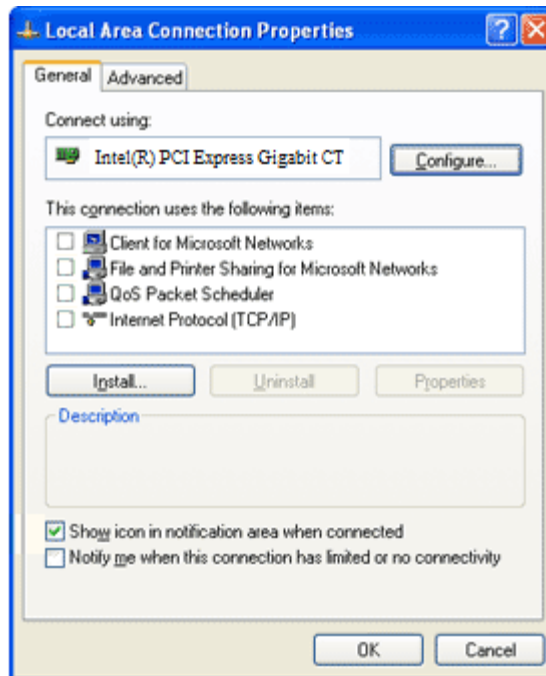 Local Area Connection Properties
General Advanced
Connect using:
Intel(R) PCI Express Gigabit CT Configure...
This connection uses the following items:
Client for Microsoft Networks
File and Printer Sharing for Microsoft Networks
QoS Packet Scheduler
Internet Protocol (TCP/IP)
Install... Uninstall Properties
Description
Show icon in notification area when connected
Notify me when this connection has limited or no connectivity
OK Cancel